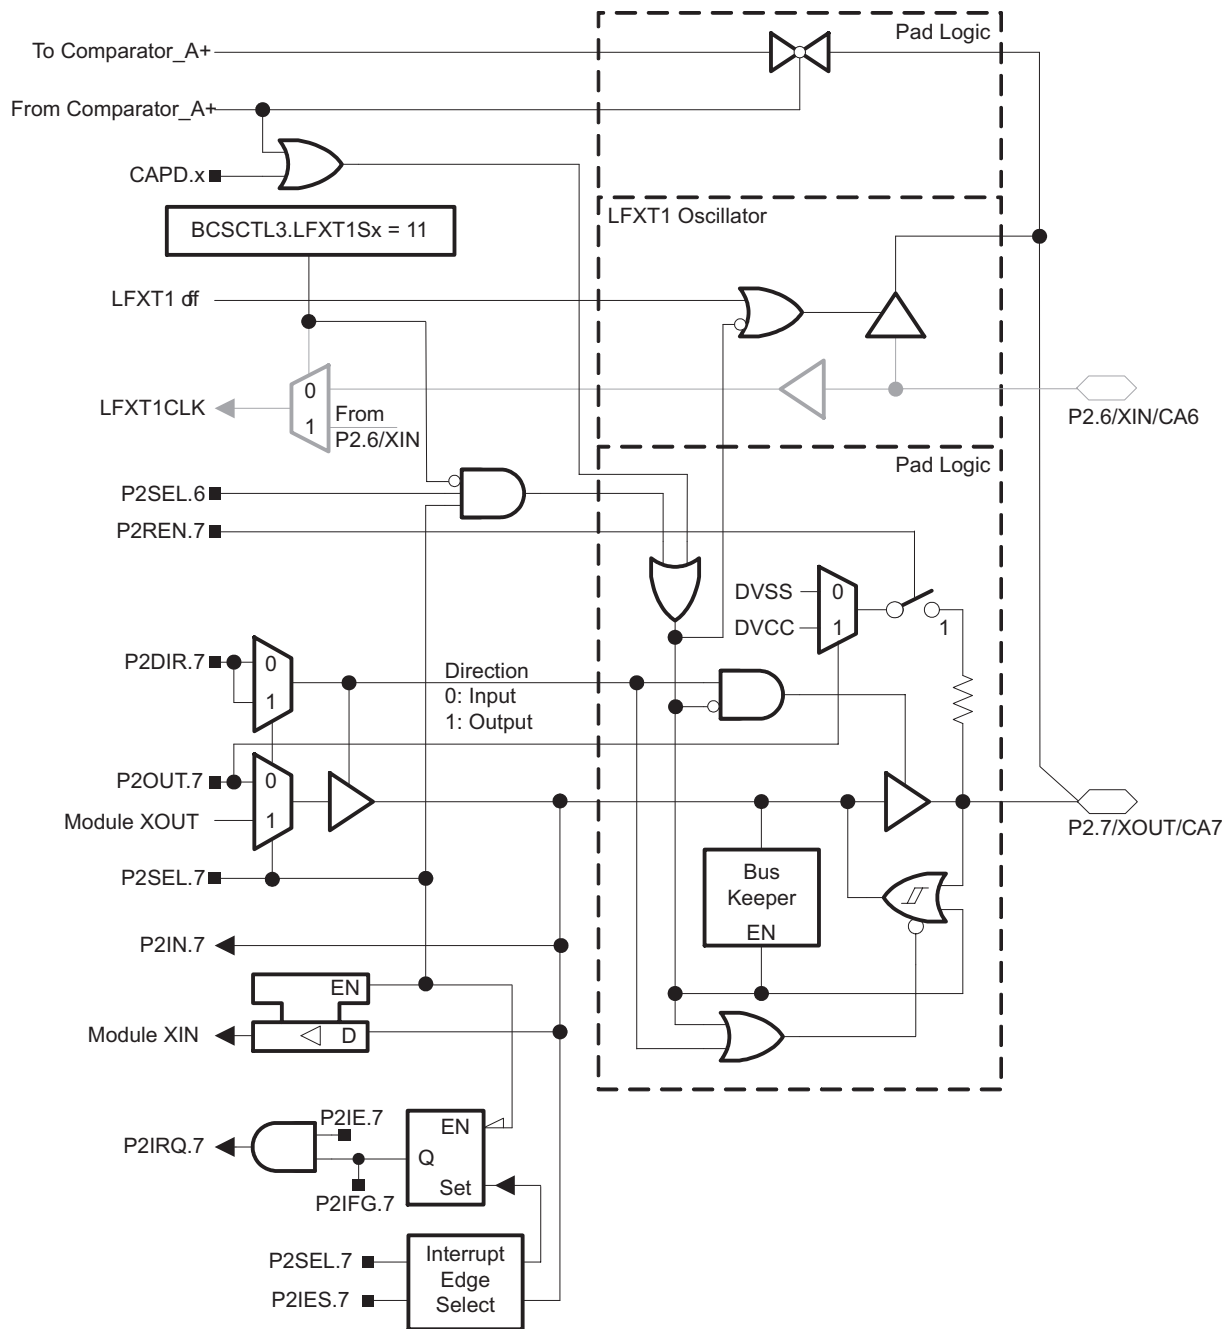 Pad Logic
To Comparator_A+
From Comparator_A+
CAPD.x
LFXT1 Oscillator
BCSCTL3.LFXT1Sx = 11
LFXT1 off
0
LFXT1CLK
1
From
P2.6/XIN
P2.6/XIN/CA6
Pad Logic
P2SEL.6
P2REN.7
DVSS
0
DVCC
1
1
P2DIR.7
0
1
Direction
0: Input
1: Output
P2OUT.7
0
Module XOUT
1
P2.7/XOUT/CA7
P2SEL.7
Bus
Keeper
EN
P2IN.7
EN
Module XIN
D
P2IE.7
EN
P2IRQ.7
Q
Set
P2IFG.7
P2SEL.7
P2IES.7
Interrupt
Edge
Select